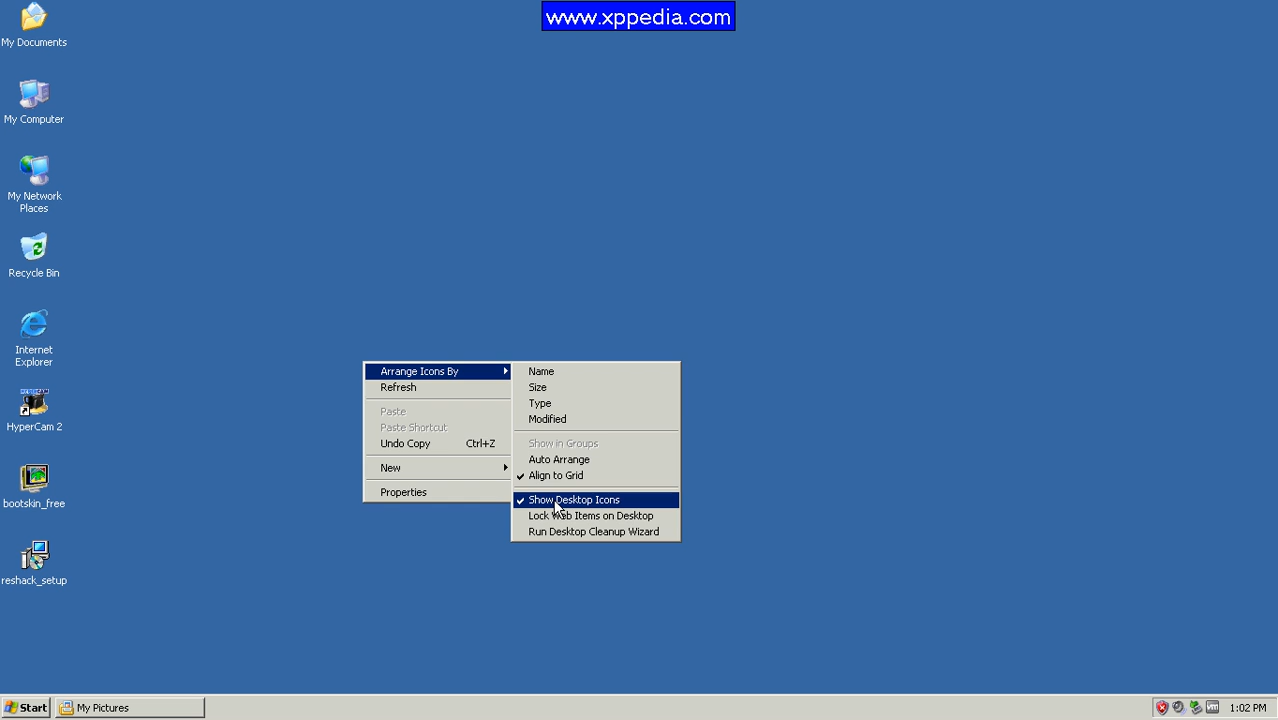 www.xppedia.com
My Documents
My Computer
My Network
Places
Recycle Bin
Internet
Explorer
HyperCam 2
bootskin_free
reshack_setup
Arrange Icons By
Refresh
Paste
Paste Shortcut
Undo Copy Ctrl+Z
New
Properties
Name
Size
Type
Modified
Show in Groups
Auto Arrange
Align to Grid
Show Desktop Icons
Lock Web Items on Desktop
Run Desktop Cleanup Wizard
Start
My Pictures
vm
1:02 PM